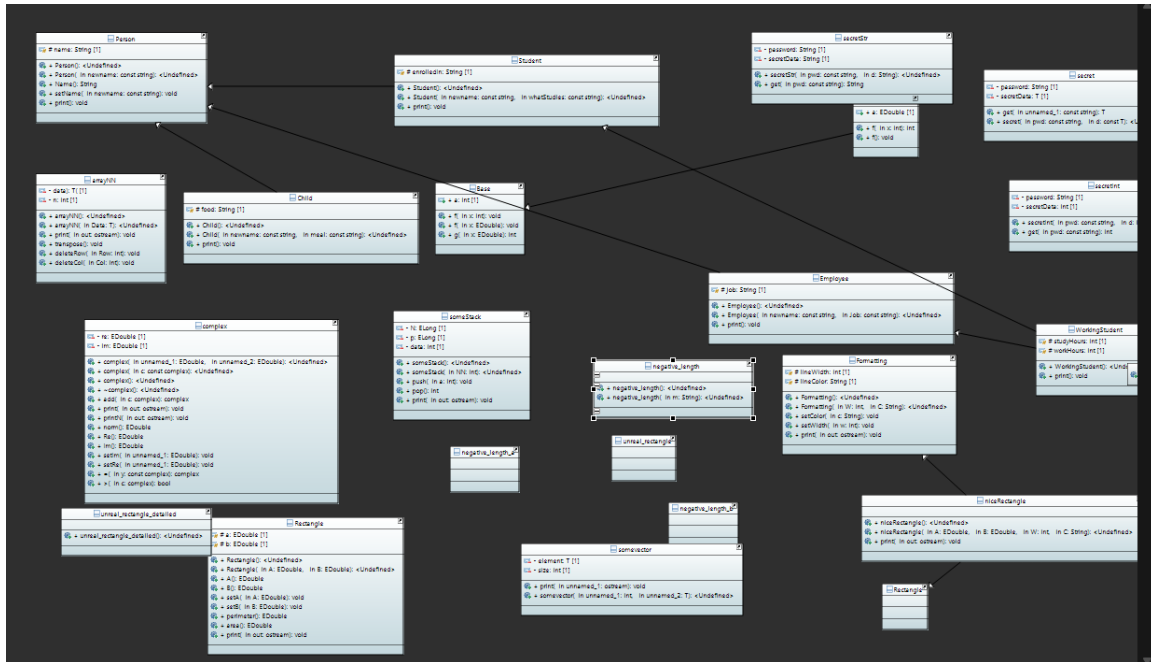 Person
# name: String [1]
+ Person(): <Undefined>
+ Person( in newname: const string): <Undefined>
+ Name(): String
+ setName( in newname: const string): void
+ print(): void
Student
# enrolledIn: String [1]
+ Student(): <Undefined>
+ Student( in newname: const string, in whatStudies: const string): <Undefined>
+ print(): void
secretStr
- password: String [1]
- secretData: String [1]
+ secretStr( in pwd: const string, in d: String): <Undefined>
+ get( in pwd: const string): String
secret
- password: String [1]
- secretData: T [1]
+ get( in unnamed_1: const string): T
+ secret( in pwd: const string, in d: const T): <U
+ a: EDouble [1]
+ f( in x: int): int
+ f(): void
arrayNN
- data): T( [1]
- n: int [1]
+ arrayNN(): <Undefined>
+ arrayNN( in Data: T): <Undefined>
+ print( in out: ostream): void
+ transpose(): void
+ deleteRow( in Row: int): void
+ deleteCol( in Col: int): void
Child
# food: String [1]
+ Child(): <Undefined>
+ Child( in newname: const string, in meal: const string): <Undefined>
+ print(): void
Base
+ a: int [1]
+ f( in x: int): void
+ f( in x: EDouble): void
+ g( in x: EDouble): int
secretInt
- password: String [1]
- secretData: int [1]
+ secretInt( in pwd: const string, in d: i
+ get( in pwd: const string): int
Employee
# job: String [1]
+ Employee(): <Undefined>
+ Employee( in newname: const string, in Job: const string): <Undefined>
+ print(): void
complex
- re: EDouble [1]
- im: EDouble [1]
+ complex( in unnamed_1: EDouble, in unnamed_2: EDouble): <Undefined>
+ complex( in c: const complex): <Undefined>
+ complex(): <Undefined>
+ ~complex(): <Undefined>
+ add( in c: complex): complex
+ print( in out: ostream): void
+ printN( in out: ostream): void
+ norm(): EDouble
+ Re(): EDouble
+ Im(): EDouble
+ setIm( in unnamed_1: EDouble): void
+ setRe( in unnamed_1: EDouble): void
+ =( in y: const complex): complex
+ >( in c: complex): bool
someStack
- N: ELong [1]
- p: ELong [1]
- data: int [1]
+ someStack(): <Undefined>
+ someStack( in NN: int): <Undefined>
+ push( in a: int): void
+ pop(): int
+ print( in out: ostream): void
WorkingStudent
# studyHours: int [1]
# workHours: int [1]
+ WorkingStudent(): <Und
+ print(): void
negative_length
+ negative_length(): <Undefined>
+ negative_length( in m: String): <Undefined>
Formatting
# lineWidth: int [1]
# lineColor: String [1]
+ Formatting(): <Undefined>
+ Formatting( in W: int, in C: String): <Undefined>
+ setColor( in c: String): void
+ setWidth( in w: int): void
+ print( in out: ostream): void
negative_length_a
unreal_rectangle
unreal_rectangle_detailed
+ unreal_rectangle_detailed(): <Undefined>
Rectangle
# a: EDouble [1]
# b: EDouble [1]
+ Rectangle(): <Undefined>
+ Rectangle( in A: EDouble, in B: EDouble): <Undefined>
+ A(): EDouble
+ B(): EDouble
+ setA( in A: EDouble): void
+ setB( in B: EDouble): void
+ perimeter(): EDouble
+ area(): EDouble
+ print( in out: ostream): void
negative_length_b
somevector
- element: T [1]
- size: int [1]
+ print( in unnamed_1: ostream): void
+ somevector( in unnamed_1: int, in unnamed_2: T): <Undefined>
niceRectangle
+ niceRectangle(): <Undefined>
+ niceRectangle( in A: EDouble, in B: EDouble, in W: int, in C: String): <Undefined>
+ print( in out: ostream): void
Rectangle